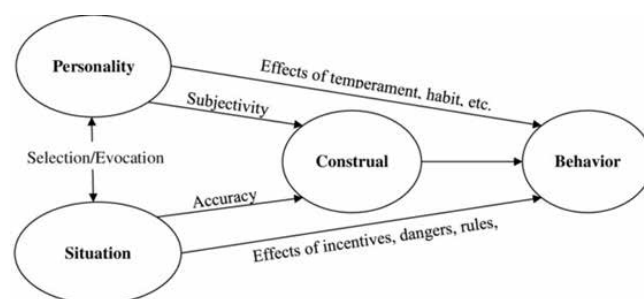 Personality
Effects of temperament, habit, etc.
Subjectivity
Selection/Evocation
Construal
Behavior
Accuracy
Situation
Effects of incentives, dangers, rules,